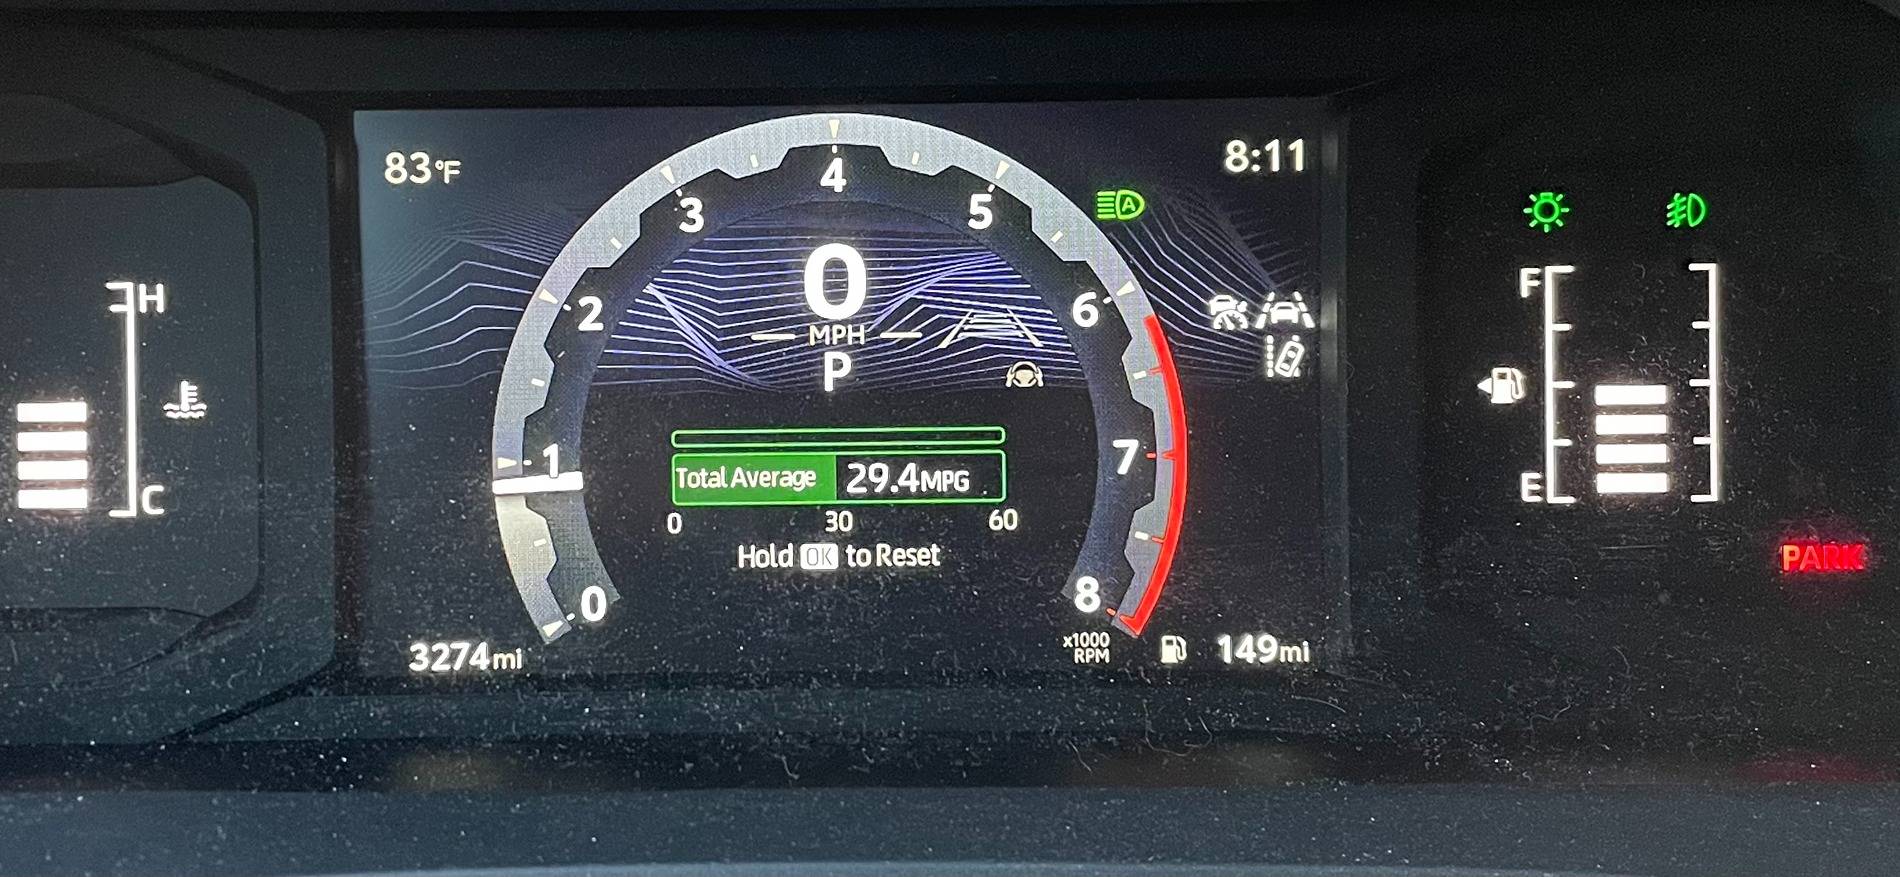 83°F
8:11
4
3
5
2
6
1
7
0
8
0
MPH
P
A
Total Average 29.4MPG
0 30 60
Hold OK to Reset
3274mi
x1000
RPM
149mi
H
C
F
E
PARK